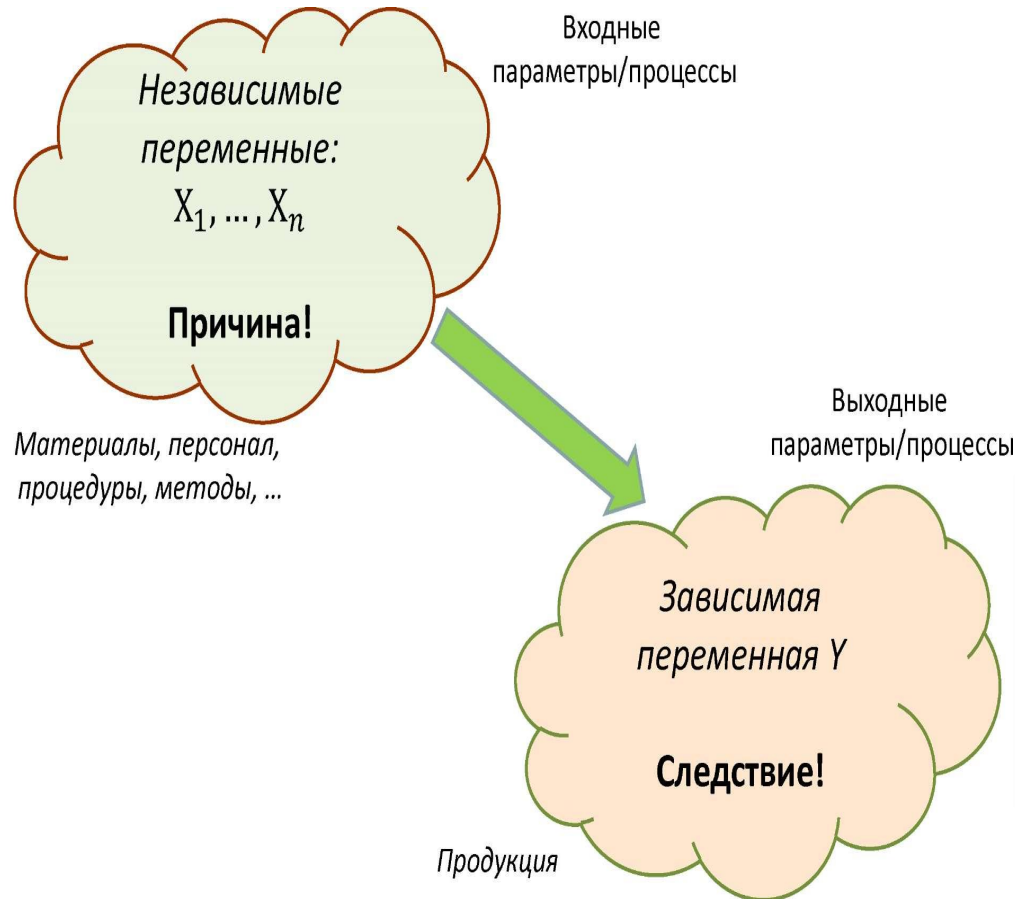 Входные
параметры/процессы
Независимые
переменные:
X₁, … , Xₙ
Причина!
Материалы, персонал,
процедуры, методы, …
Выходные
параметры/процессы
Зависимая
переменная Y
Следствие!
Продукция